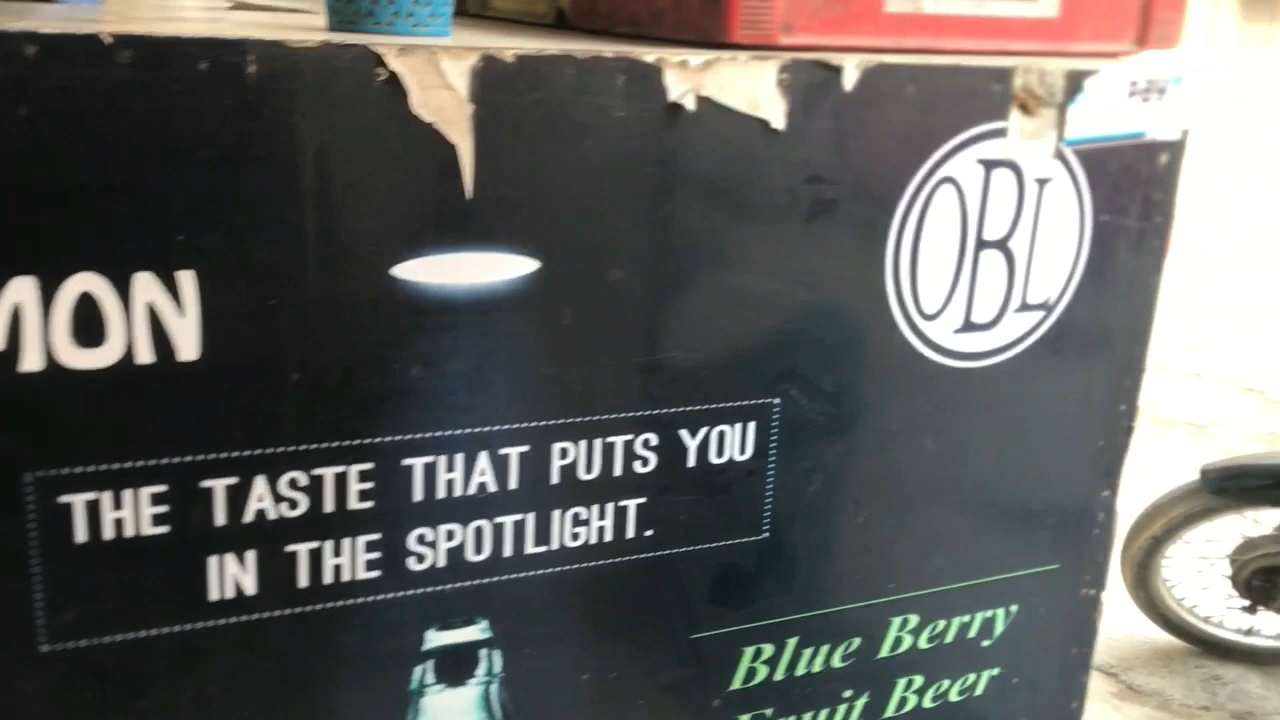 OBL
MON
THE TASTE THAT PUTS YOU
IN THE SPOTLIGHT.
Blue Berry
Fruit Beer